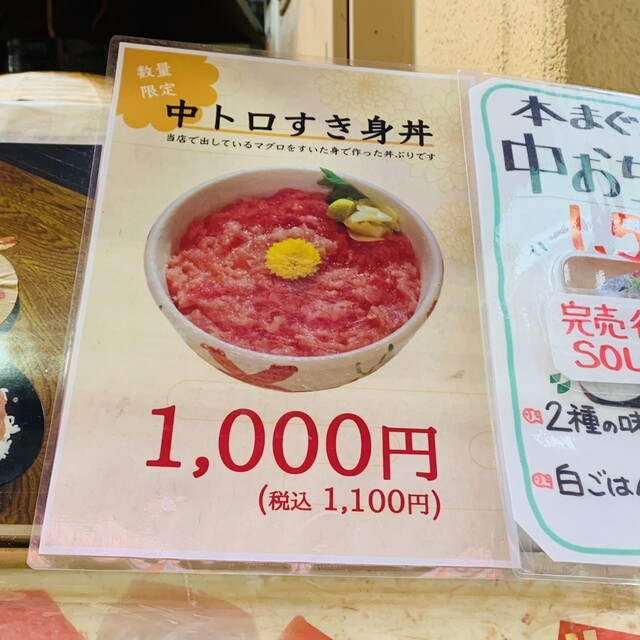 数量
限定
中トロすき身丼
当店で出しているマグロをすいた身で作った丼ぶりです
1,000円
(税込 1,100円)
本まぐ
中お
1.5
完売
SOU
2種の味
白ごはん